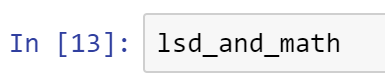 In [13]: lsd_and_math